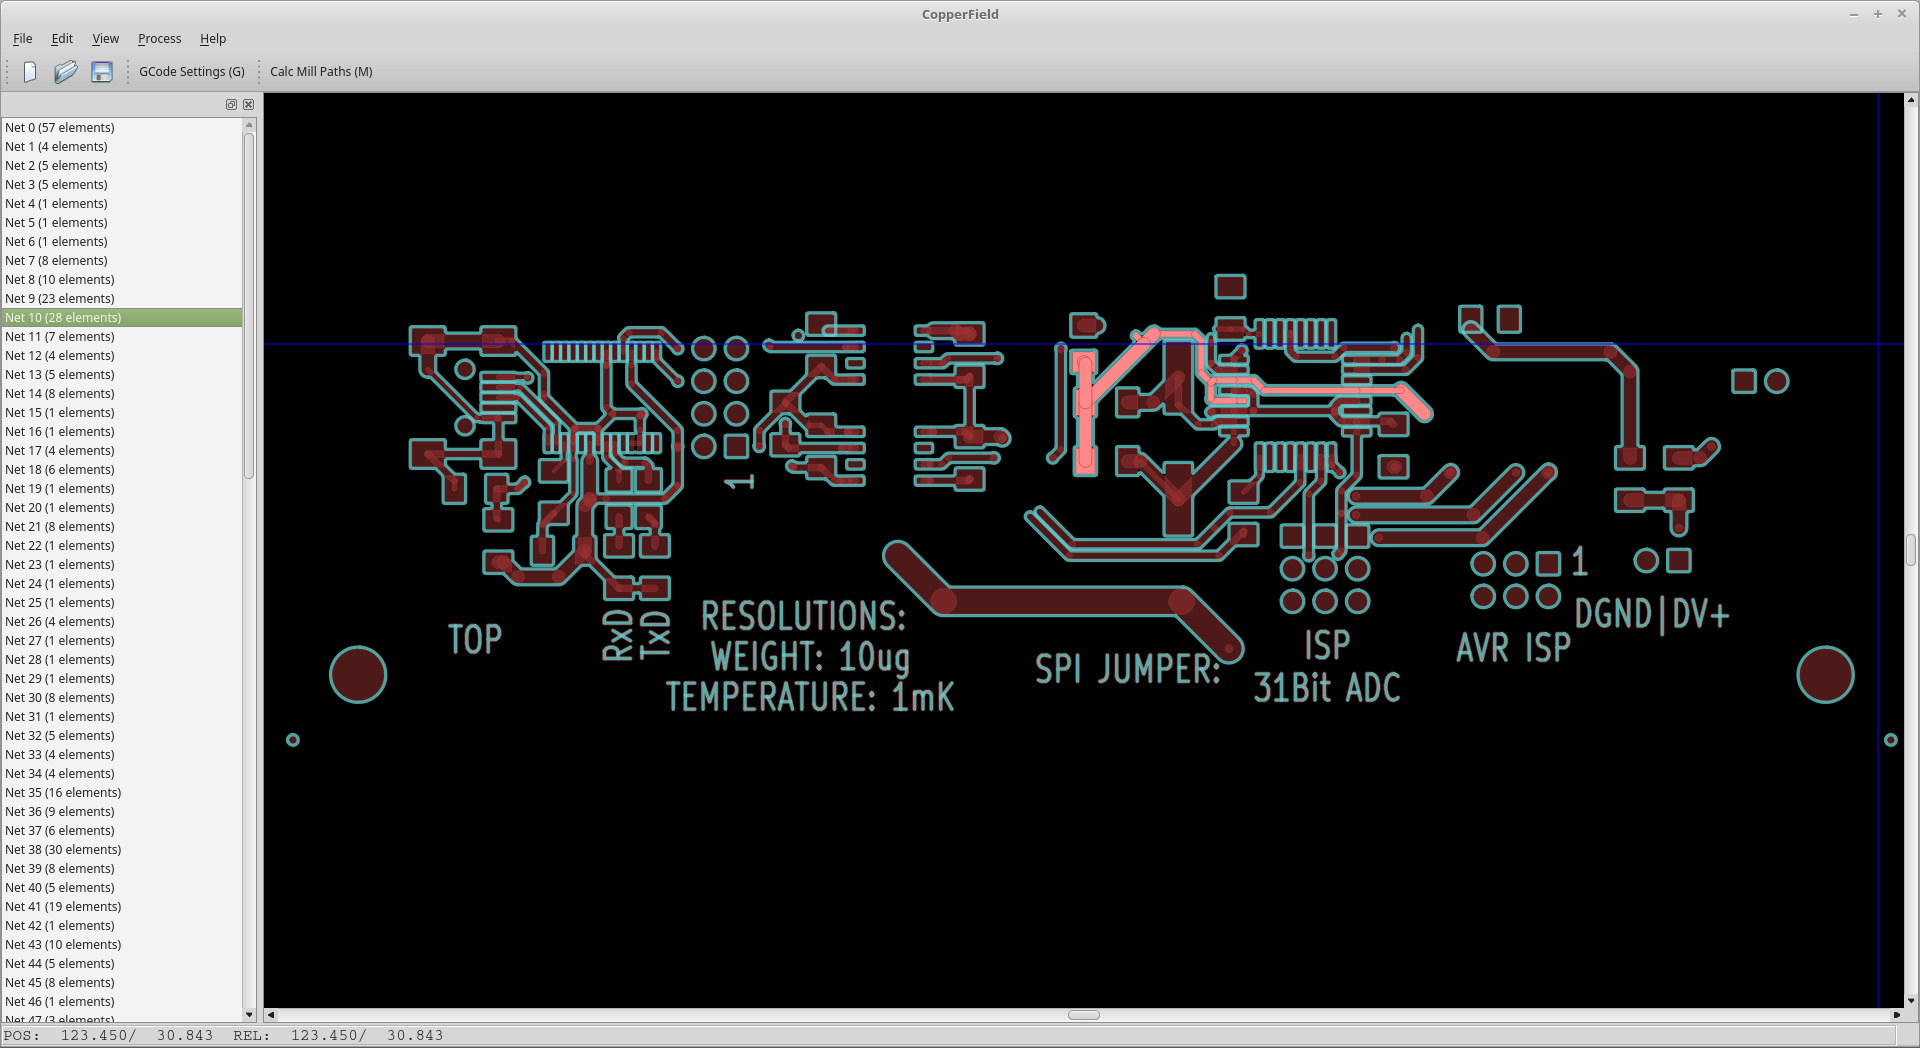 CopperField
File Edit View Process Help
GCode Settings (G) Calc Mill Paths (M)
Net 0 (57 elements)
Net 1 (4 elements)
Net 2 (5 elements)
Net 3 (5 elements)
Net 4 (1 elements)
Net 5 (1 elements)
Net 6 (1 elements)
Net 7 (8 elements)
Net 8 (10 elements)
Net 9 (23 elements)
Net 10 (28 elements)
Net 11 (7 elements)
Net 12 (4 elements)
Net 13 (5 elements)
Net 14 (8 elements)
Net 15 (1 elements)
Net 16 (1 elements)
Net 17 (4 elements)
Net 18 (6 elements)
Net 19 (1 elements)
Net 20 (1 elements)
Net 21 (8 elements)
Net 22 (1 elements)
Net 23 (1 elements)
Net 24 (1 elements)
Net 25 (1 elements)
Net 26 (4 elements)
Net 27 (1 elements)
Net 28 (1 elements)
Net 29 (1 elements)
Net 30 (8 elements)
Net 31 (1 elements)
Net 32 (5 elements)
Net 33 (4 elements)
Net 34 (4 elements)
Net 35 (16 elements)
Net 36 (9 elements)
Net 37 (6 elements)
Net 38 (30 elements)
Net 39 (8 elements)
Net 40 (5 elements)
Net 41 (19 elements)
Net 42 (1 elements)
Net 43 (10 elements)
Net 44 (5 elements)
Net 45 (8 elements)
Net 46 (1 elements)
Net 47 (3 elements)
1
1
TOP
RxD
TxD
RESOLUTIONS:
WEIGHT: 10ug
TEMPERATURE: 1mK
SPI JUMPER:
ISP
31Bit ADC
AVR ISP
DGND|DV+
POS: 123.450/ 30.843 REL: 123.450/ 30.843